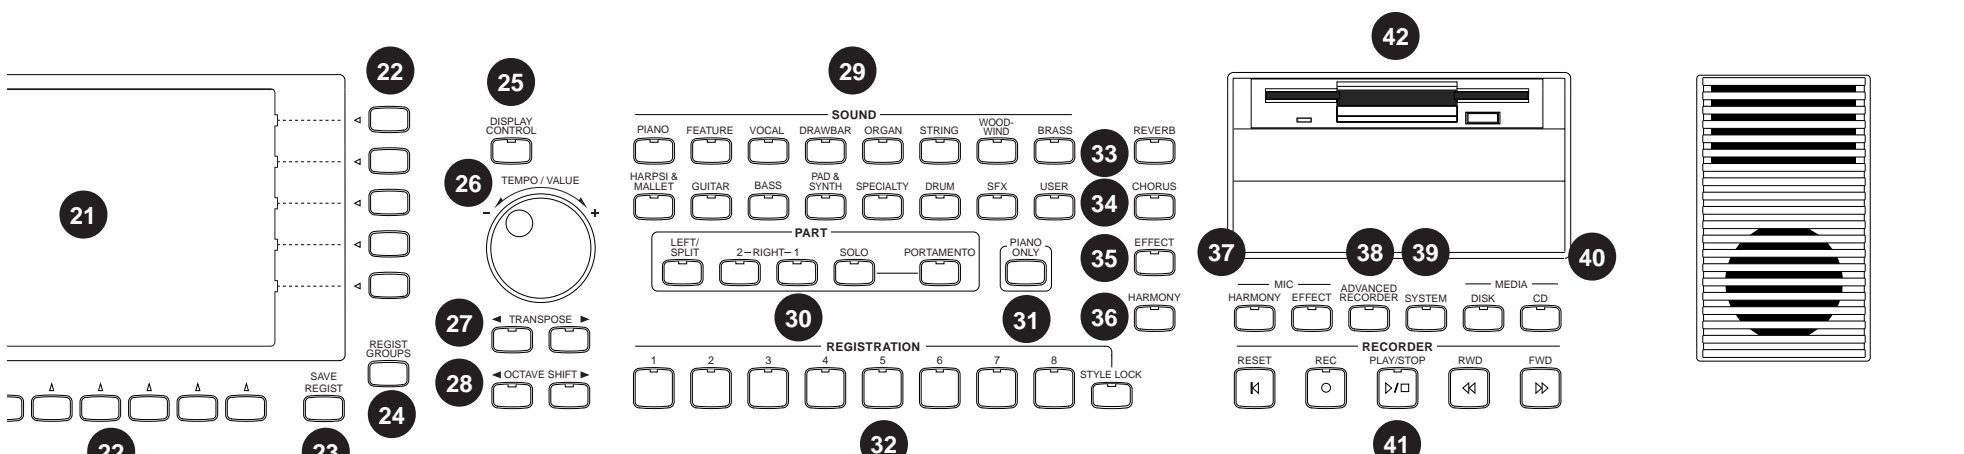 42
22
25
29
DISPLAY
CONTROL
SOUND
PIANO FEATURE VOCAL DRAWBAR ORGAN STRING WOOD-
WIND BRASS
33 REVERB
26 TEMPO / VALUE
– +
HARPSI &
MALLET GUITAR BASS PAD &
SYNTH SPECIALTY DRUM SFX USER
34 CHORUS
21
PART
LEFT/
SPLIT 2–RIGHT–1 SOLO PORTAMENTO
PIANO
ONLY
35 EFFECT
37 38 39 40
MIC MEDIA
HARMONY EFFECT ADVANCED
RECORDER SYSTEM DISK CD
36 HARMONY
30 31
27 ◄ TRANSPOSE ►
REGIST
GROUPS
REGISTRATION
1 2 3 4 5 6 7 8
STYLE LOCK
RECORDER
RESET REC PLAY/STOP RWD FWD
28 ◄ OCTAVE SHIFT ►
SAVE
REGIST
24
22 23 32 41